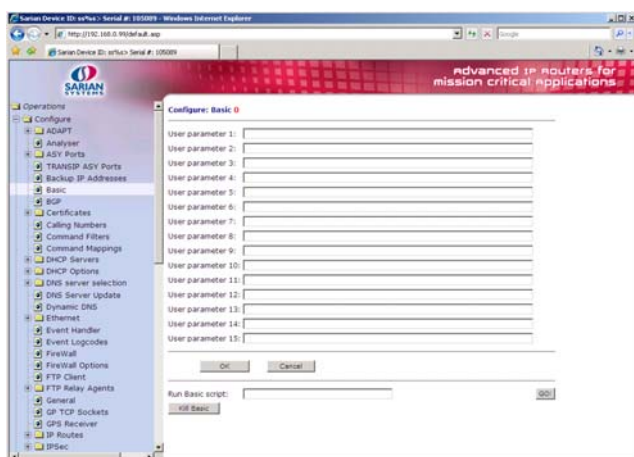 Sarian Device ID: ss%s> Serial #: 105089 - Windows Internet Explorer
http://192.168.0.99/default.asp
Google
Sarian Device ID: ss%s> Serial #: 105089
SARIAN
SYSTEMS
Advanced IP Routers for
mission critical Applications
Operations
Configure
ADAPT
Analyser
ASY Ports
TRANSIP ASY Ports
Backup IP Addresses
Basic
BGP
Certificates
Calling Numbers
Command Filters
Command Mappings
DHCP Servers
DHCP Options
DNS server selection
DNS Server Update
Dynamic DNS
Ethernet
Event Handler
Event Logcodes
FireWall
FireWall Options
FTP Client
FTP Relay Agents
General
GP TCP Sockets
GPS Receiver
IP Routes
IPSec
Configure: Basic 0
User parameter 1:
User parameter 2:
User parameter 3:
User parameter 4:
User parameter 5:
User parameter 6:
User parameter 7:
User parameter 8:
User parameter 9:
User parameter 10:
User parameter 11:
User parameter 12:
User parameter 13:
User parameter 14:
User parameter 15:
OK Cancel
Run Basic script: GO
Kill Basic